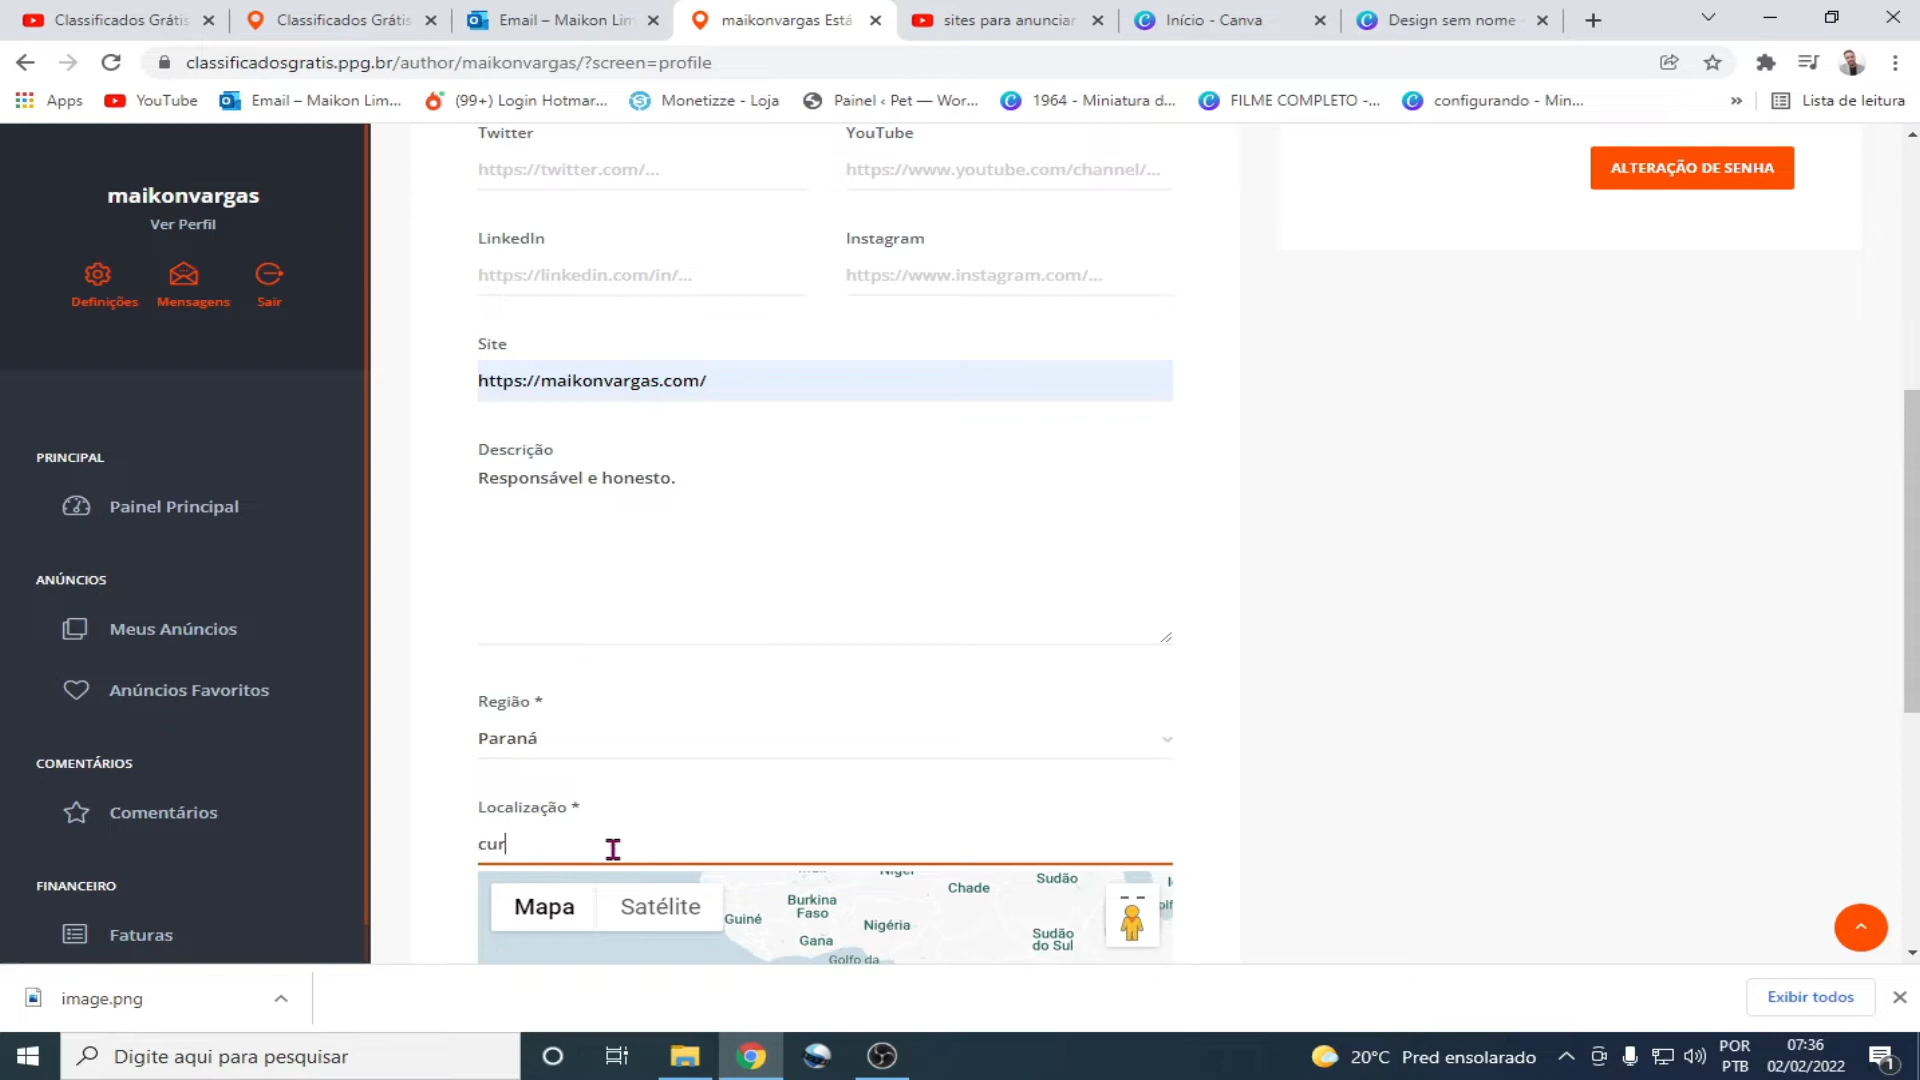 Classificados Grátis
Classificados Grátis
Email – Maikon Lim
maikonvargas Está
sites para anunciar
Início - Canva
Design sem nome
classificadosgratis.ppg.br/author/maikonvargas/?screen=profile
Apps
YouTube
Email – Maikon Lim...
(99+) Login Hotmar...
Monetizze - Loja
Painel ‹ Pet — Wor...
1964 - Miniatura d...
FILME COMPLETO -...
configurando - Min...
»
Lista de leitura
maikonvargas
Ver Perfil
Definições
Mensagens
Sair
PRINCIPAL
Painel Principal
ANÚNCIOS
Meus Anúncios
Anúncios Favoritos
COMENTÁRIOS
Comentários
FINANCEIRO
Faturas
Twitter
YouTube
https://twitter.com/...
https://www.youtube.com/channel/...
LinkedIn
Instagram
https://linkedin.com/in/...
https://www.instagram.com/...
Site
https://maikonvargas.com/
Descrição
Responsável e honesto.
Região *
Paraná
Localização *
cur
Mapa
Satélite
Guiné
Burkina
Faso
Gana
Golfo da
Níger
Nigéria
Chade
Sudão
Sudão
do Sul
ALTERAÇÃO DE SENHA
image.png
Exibir todos
Digite aqui para pesquisar
20°C Pred ensolarado
POR
PTB
07:36
02/02/2022
1